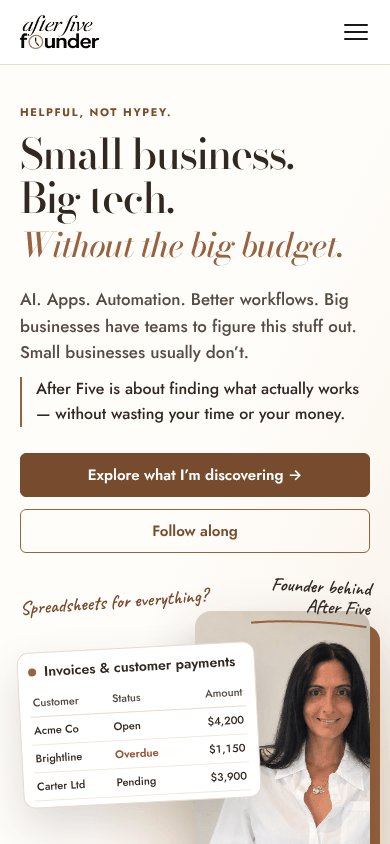 after five
founder
HELPFUL, NOT HYPEY.
Small business.
Big tech.
Without the big budget.
AI. Apps. Automation. Better workflows. Big
businesses have teams to figure this stuff out.
Small businesses usually don’t.
After Five is about finding what actually works
— without wasting your time or your money.
Explore what I’m discovering →
Follow along
Spreadsheets for everything?
Founder behind
After Five
Invoices & customer payments
Customer Status Amount
Acme Co Open $4,200
Brightline Overdue $1,150
Carter Ltd Pending $3,900